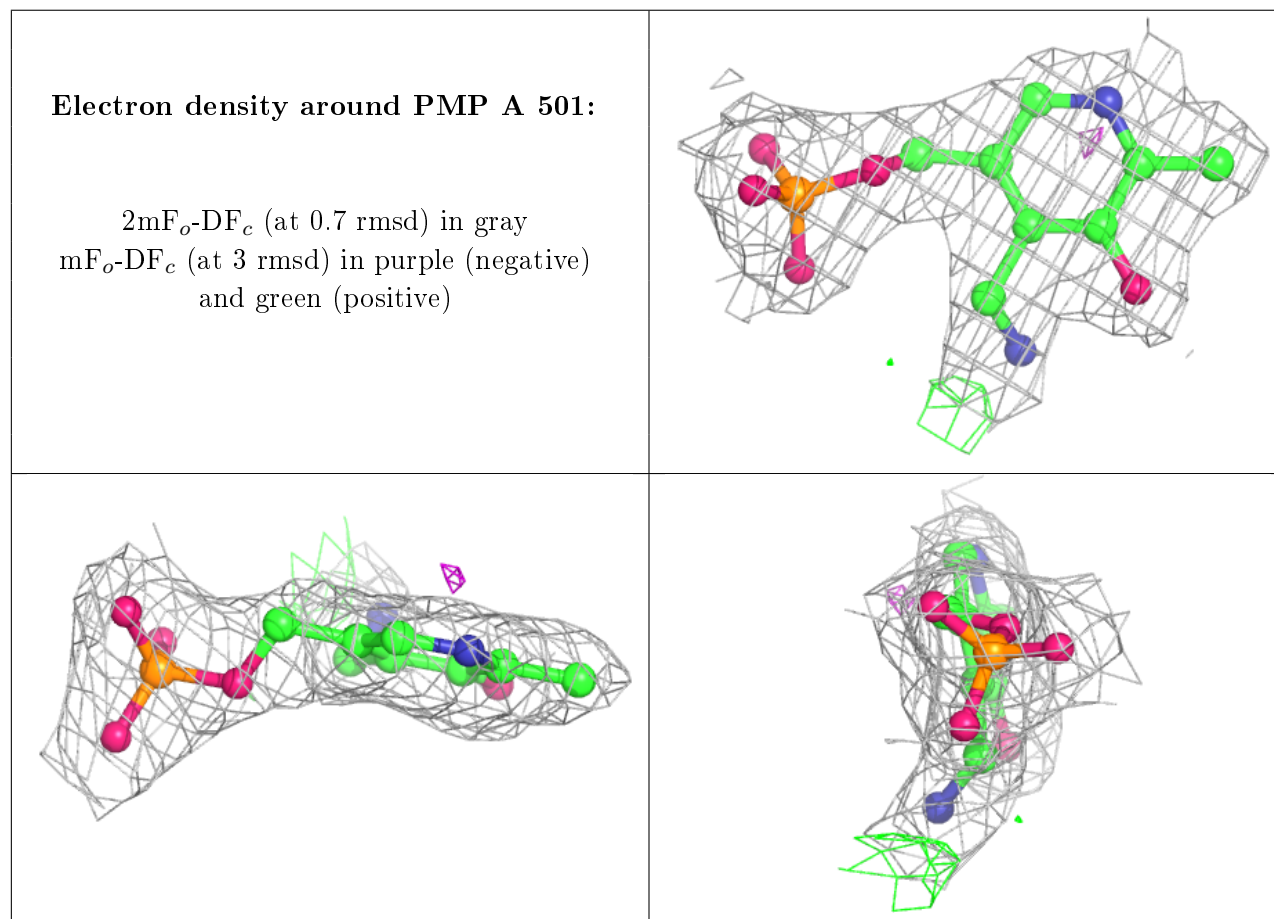 Electron density around PMP A 501:
2mFₒ-DF𝒸 (at 0.7 rmsd) in gray
mFₒ-DF𝒸 (at 3 rmsd) in purple (negative)
and green (positive)